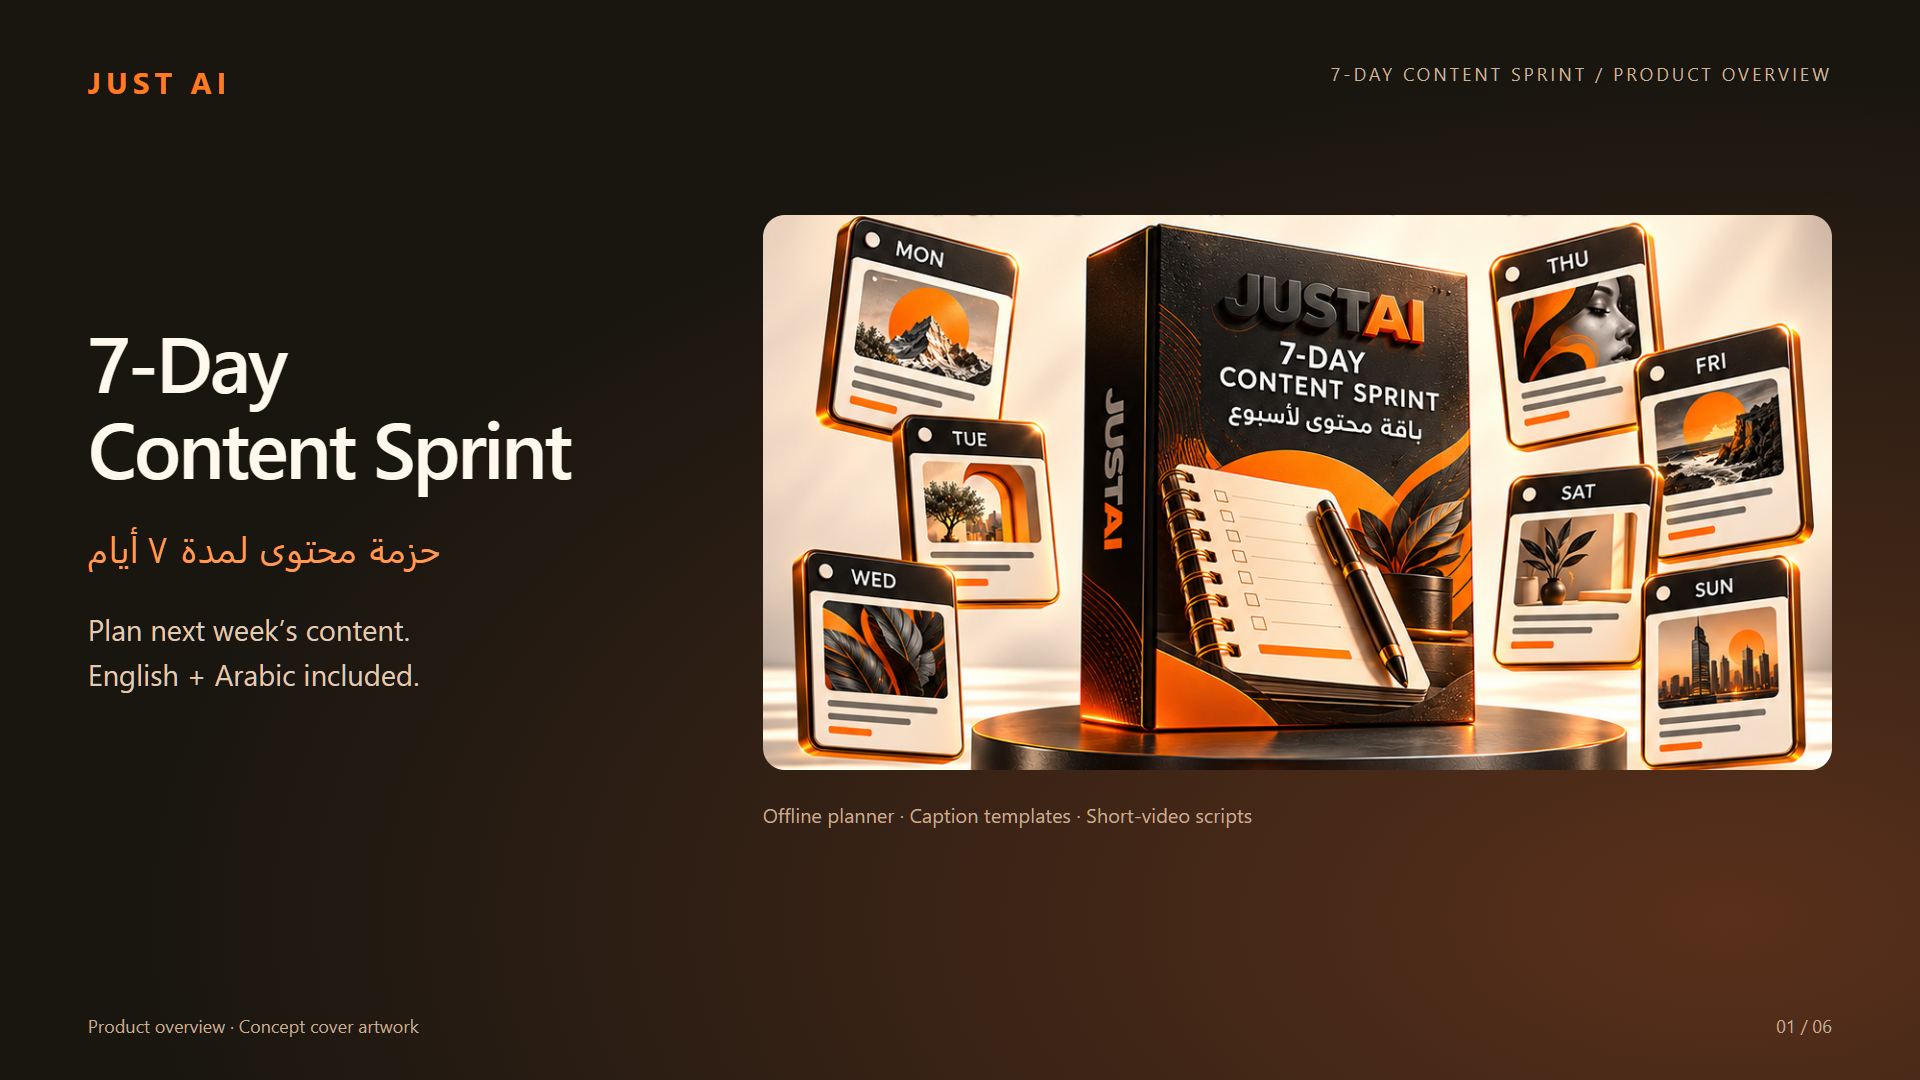 JUST AI
7-DAY CONTENT SPRINT / PRODUCT OVERVIEW
7-Day
Content Sprint
حزمة محتوى لمدة ٧ أيام
Plan next week’s content.
English + Arabic included.
MON
TUE
WED
JUSTAI
JUSTAI
7-DAY
CONTENT SPRINT
باقة محتوى لأسبوع
THU
FRI
SAT
SUN
Offline planner · Caption templates · Short-video scripts
Product overview · Concept cover artwork
01 / 06